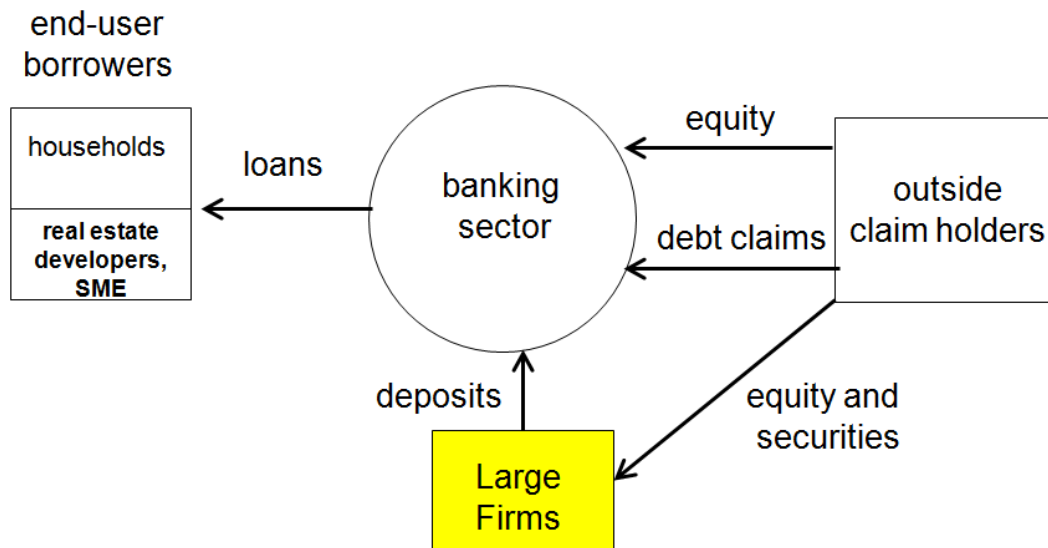 end-user
borrowers
households
real estate
developers,
SME
loans
banking
sector
equity
debt claims
outside
claim holders
deposits
equity and
securities
Large
Firms